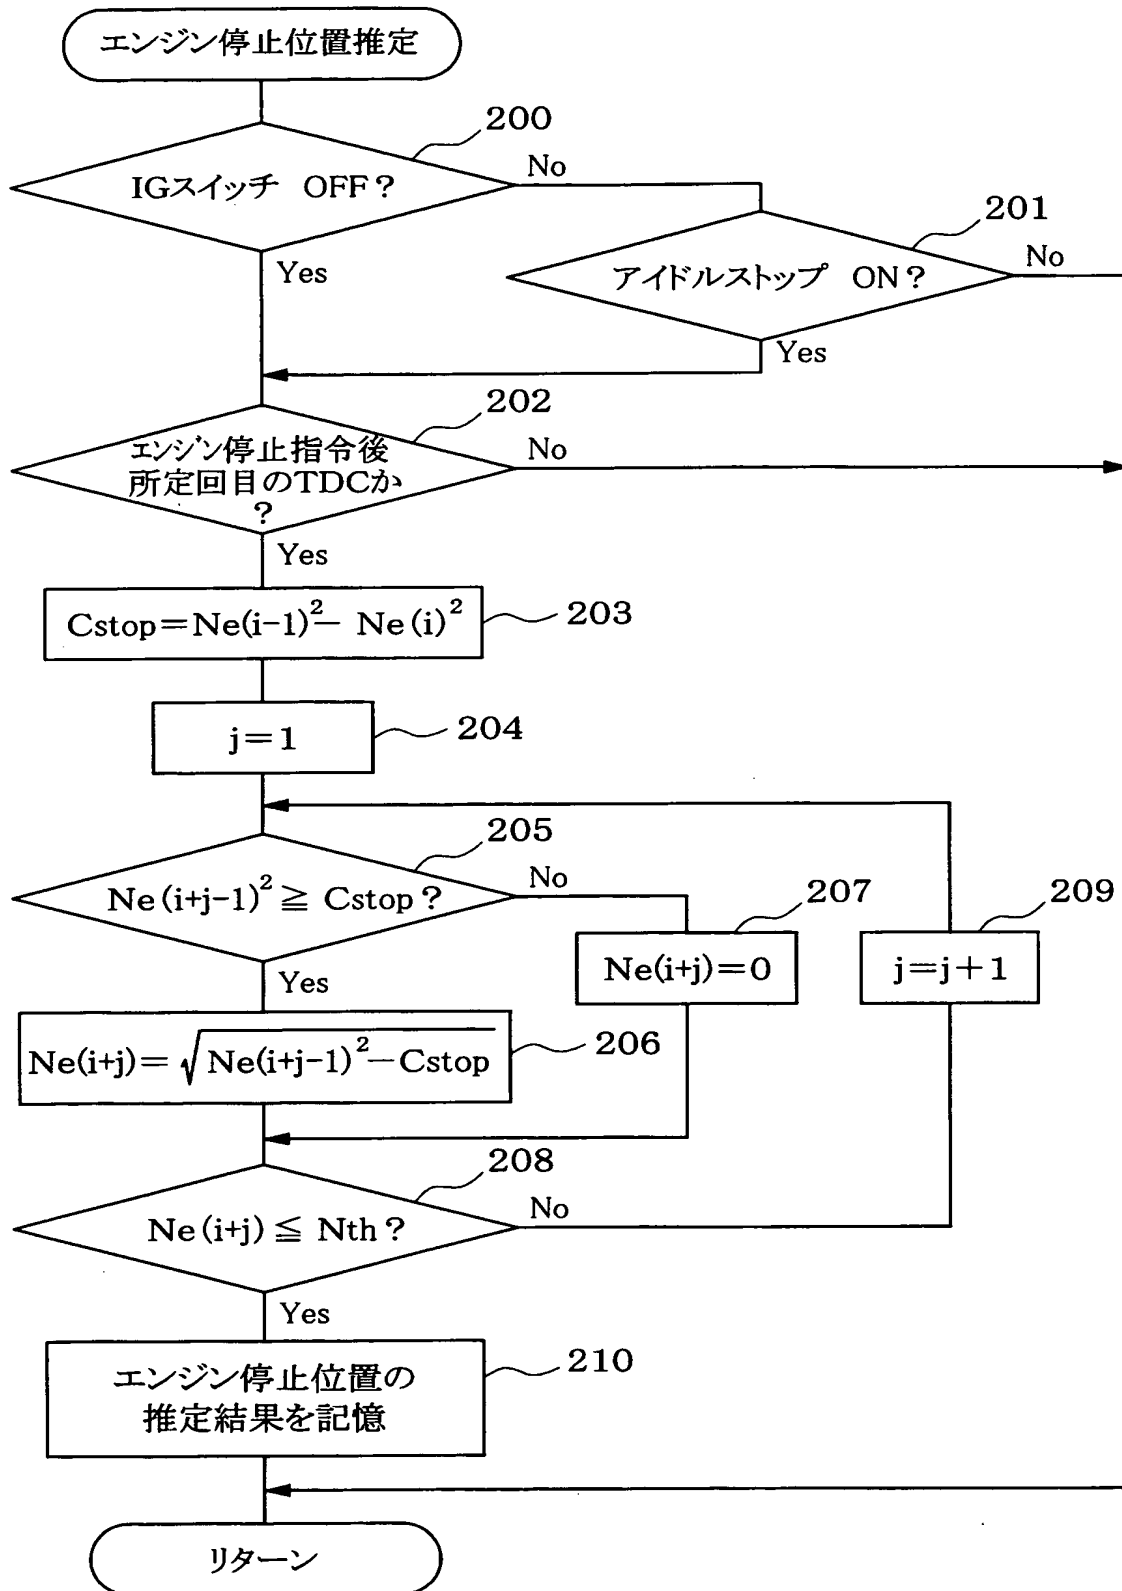 エンジン停止位置推定
200
IGスイッチ OFF?
No
Yes
201
アイドルストップ ON?
No
Yes
202
エンジン停止指令後
所定回目のTDCか
?
No
Yes
Cstop=Ne(i-1)²- Ne(i)²
203
j=1
204
205
Ne(i+j-1)²≧ Cstop?
No
Yes
207
Ne(i+j)=0
209
j=j+1
Ne(i+j)=√Ne(i+j-1)²-Cstop
206
208
Ne(i+j)≦ Nth?
No
Yes
エンジン停止位置の
推定結果を記憶
210
リターン